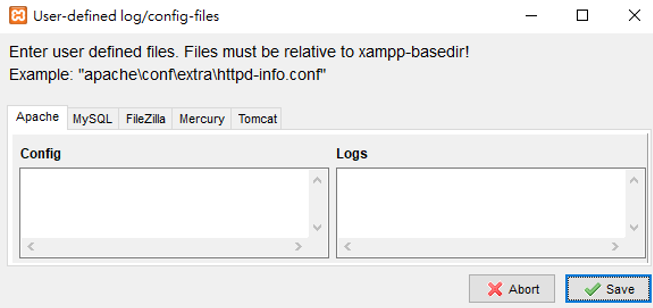 User-defined log/config-files
Enter user defined files. Files must be relative to xampp-basedir!
Example: "apache\conf\extra\httpd-info.conf"
Apache MySQL FileZilla Mercury Tomcat
Config Logs
Abort Save